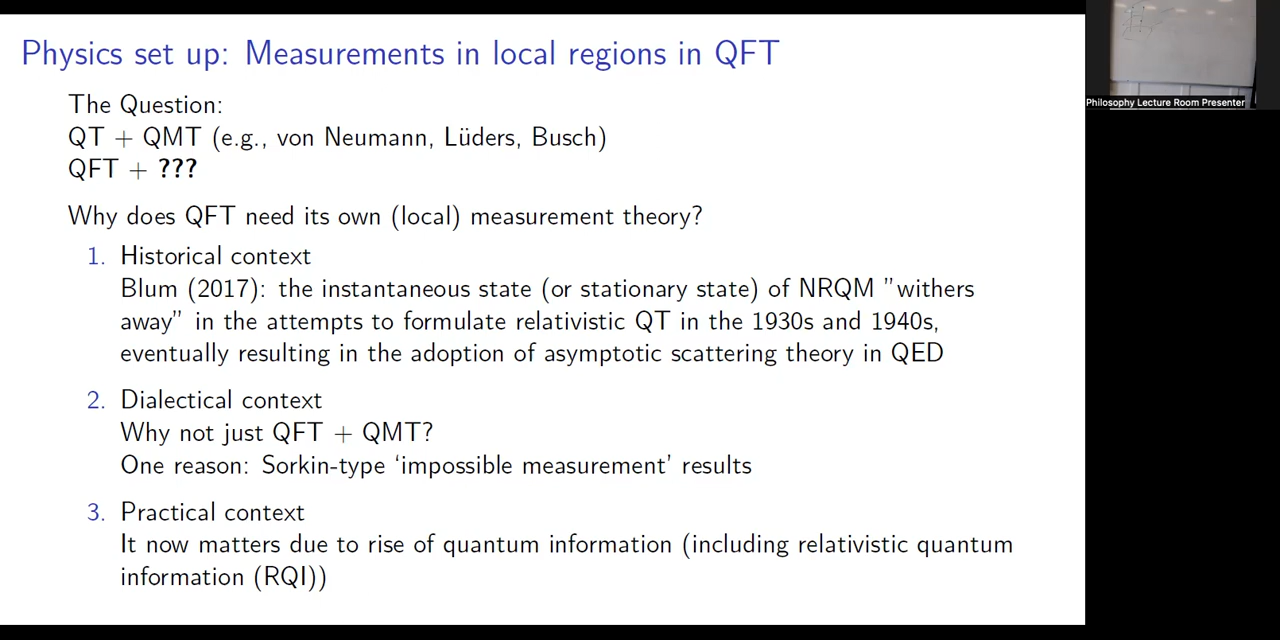 Physics set up: Measurements in local regions in QFT
The Question:
QT + QMT (e.g., von Neumann, Lüders, Busch)
QFT + ???
Why does QFT need its own (local) measurement theory?
1. Historical context
Blum (2017): the instantaneous state (or stationary state) of NRQM "withers
away" in the attempts to formulate relativistic QT in the 1930s and 1940s,
eventually resulting in the adoption of asymptotic scattering theory in QED
2. Dialectical context
Why not just QFT + QMT?
One reason: Sorkin-type ‘impossible measurement’ results
3. Practical context
It now matters due to rise of quantum information (including relativistic quantum
information (RQI))
Philosophy Lecture Room Presenter